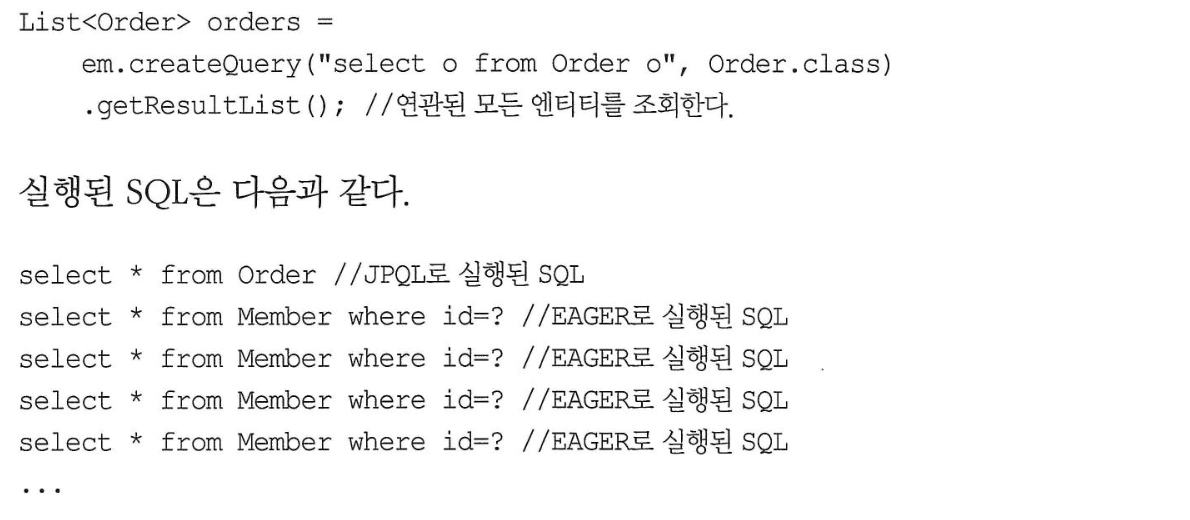 List<Order> orders =
em.createQuery("select o from Order o", Order.class)
.getResultList(); //연관된 모든 엔티티를 조회한다.
실행된 SQL은 다음과 같다.
select * from Order //JPQL로 실행된 SQL
select * from Member where id=? //EAGER로 실행된 SQL
select * from Member where id=? //EAGER로 실행된 SQL
select * from Member where id=? //EAGER로 실행된 SQL
select * from Member where id=? //EAGER로 실행된 SQL
...